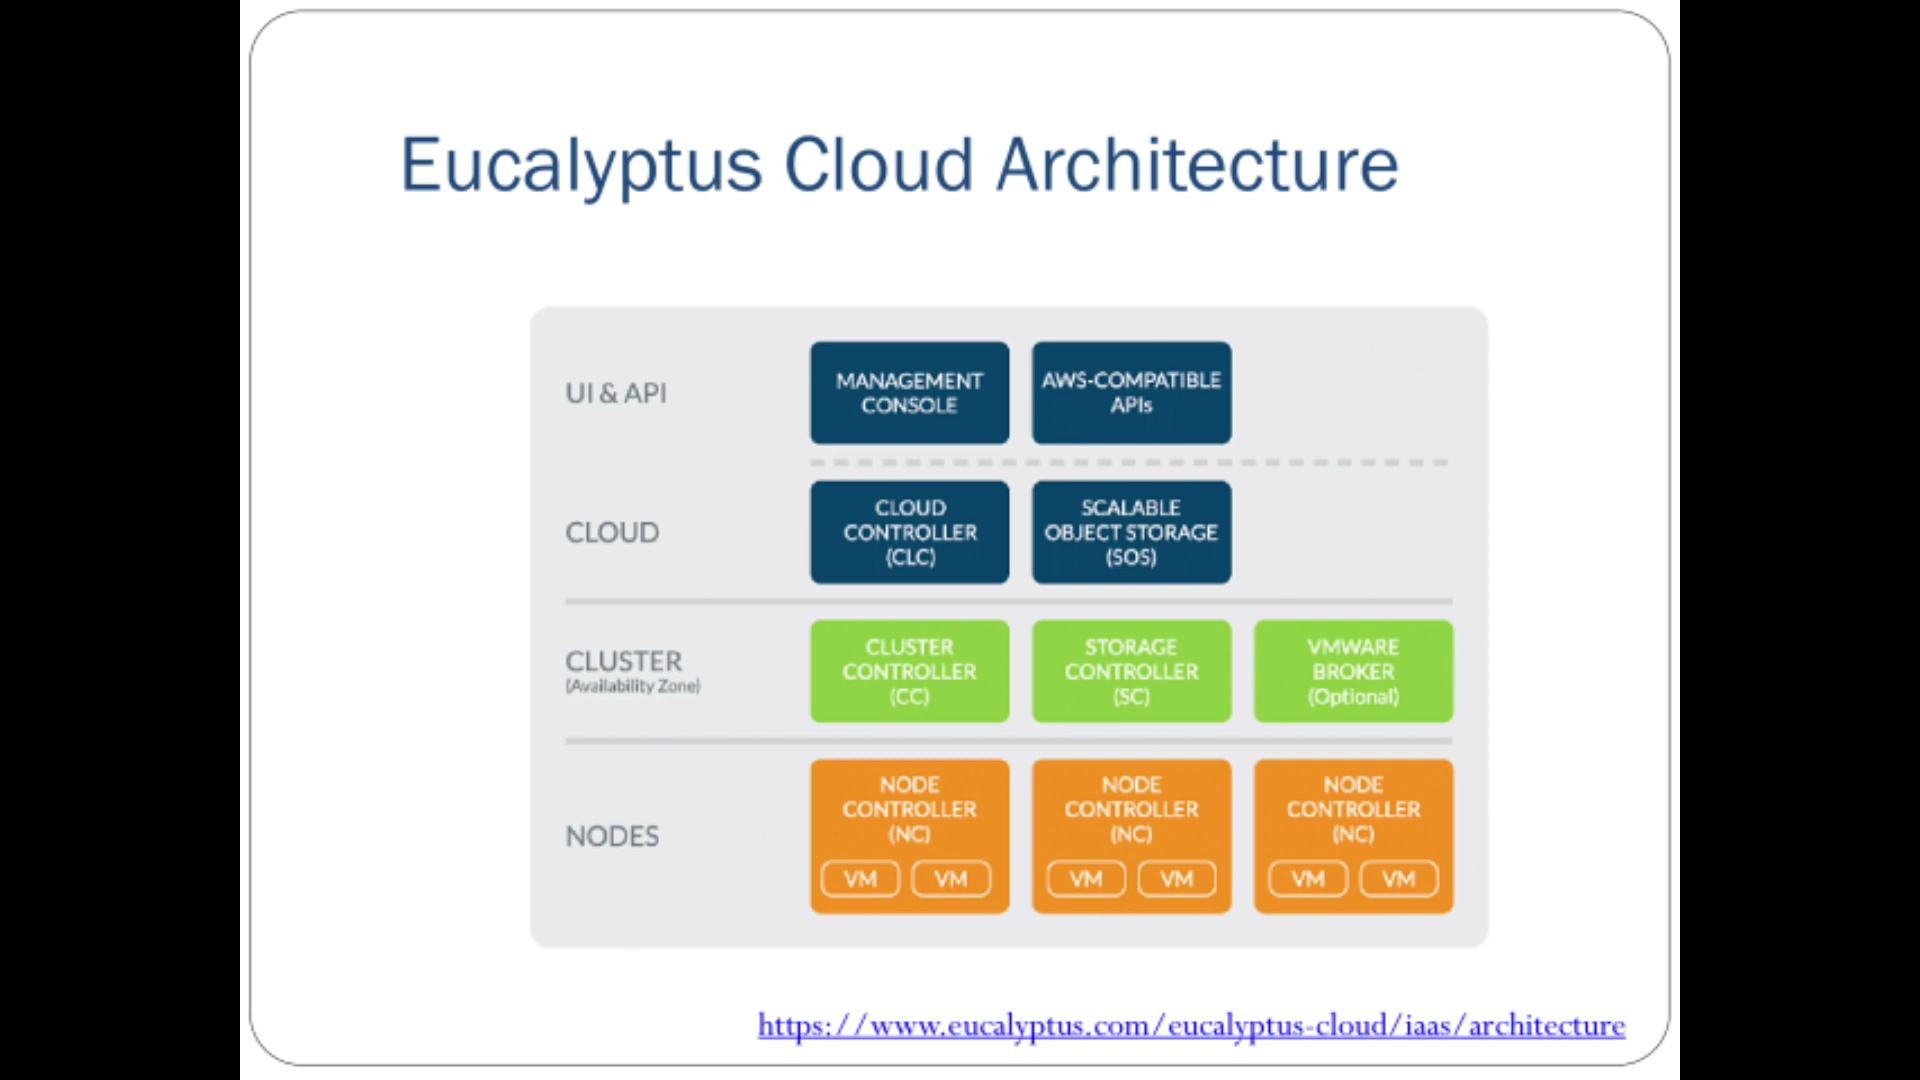 Eucalyptus Cloud Architecture
UI & API
MANAGEMENT
CONSOLE
AWS-COMPATIBLE
APIs
CLOUD
CLOUD
CONTROLLER
(CLC)
SCALABLE
OBJECT STORAGE
(SOS)
CLUSTER
(Availability Zone)
CLUSTER
CONTROLLER
(CC)
STORAGE
CONTROLLER
(SC)
VMWARE
BROKER
(Optional)
NODES
NODE
CONTROLLER
(NC)
VM VM
NODE
CONTROLLER
(NC)
VM VM
NODE
CONTROLLER
(NC)
VM VM
https://www.eucalyptus.com/eucalyptus-cloud/iaas/architecture